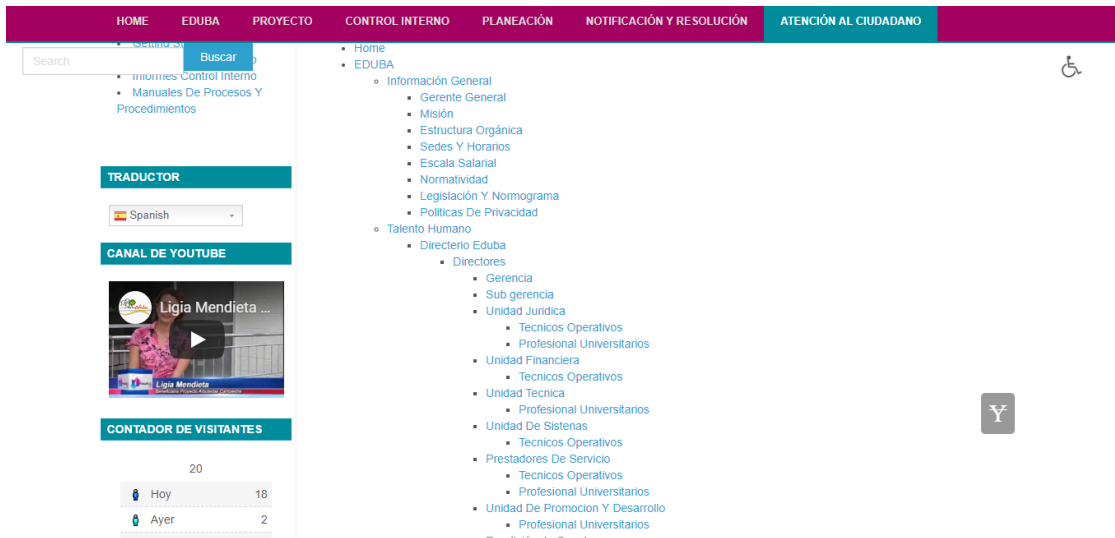 HOME EDUBA PROYECTO CONTROL INTERNO PLANEACIÓN NOTIFICACIÓN Y RESOLUCIÓN ATENCIÓN AL CIUDADANO
Search Buscar
Informes Control Interno
Manuales De Procesos Y
Procedimientos
TRADUCTOR
Spanish
CANAL DE YOUTUBE
Ligia Mendieta ...
Ligia Mendieta
CONTADOR DE VISITANTES
20
Hoy 18
Ayer 2
Home
EDUBA
Información General
Gerente General
Misión
Estructura Orgánica
Sedes Y Horarios
Escala Salarial
Normatividad
Legislación Y Normograma
Políticas De Privacidad
Talento Humano
Directerio Eduba
Directores
Gerencia
Sub gerencia
Unidad Juridica
Tecnicos Operativos
Profesional Universitarios
Unidad Financiera
Tecnicos Operativos
Unidad Tecnica
Profesional Universitarios
Unidad De Sistenas
Tecnicos Operativos
Prestadores De Servicio
Tecnicos Operativos
Profesional Universitarios
Unidad De Promocion Y Desarrollo
Profesional Universitarios
Y